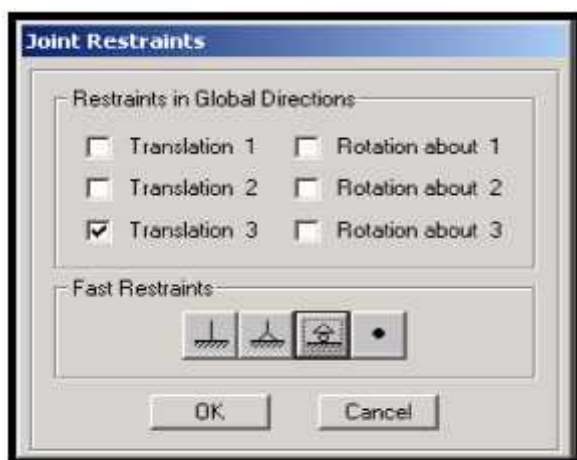 Joint Restraints
Restraints in Global Directions
Translation 1 Rotation about 1
Translation 2 Rotation about 2
Translation 3 Rotation about 3
Fast Restraints
OK Cancel